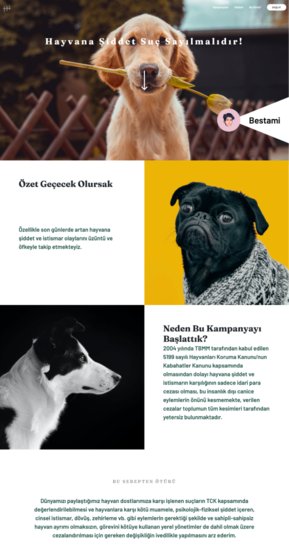 Hayvana Şiddet Suç Sayılmalıdır!
Bestami
Özet Geçecek Olursak
Özellikle son günlerde artan hayvana
şiddet ve istismar olaylarını üzüntü ve
öfkeyle takip etmekteyiz.
Neden Bu Kampanyayı
Başlattık?
2004 yılında TBMM tarafından kabul edilen
5199 sayılı Hayvanları Koruma Kanunu'nun
Kabahatler Kanunu kapsamında
olmasından dolayı hayvana şiddet ve
istismarın karşılığının sadece idari para
cezası olması, bu insanlık dışı canice
eylemlerin önünü kesmemekte, verilen
cezalar toplumun tüm kesimleri tarafından
yetersiz bulunmaktadır.
BU SEBEPTEN ÖTÜRÜ
Dünyamızı paylaştığımız hayvan dostlarımıza karşı işlenen suçların TCK kapsamında
değerlendirilebilmesi ve hayvanlara karşı kötü muamele, psikolojik-fiziksel şiddet içeren,
cinsel istismar, dövüş, zehirleme vb. gibi eylemlerin gerektiği şekilde ve sahipli-sahipsiz
hayvan ayrımı olmaksızın, görevini kötüye kullanan yerel yönetimler de dahil olmak üzere
cezalandırılması için gereken değişikliğin ivedilikle yapılmasını arz ederim.